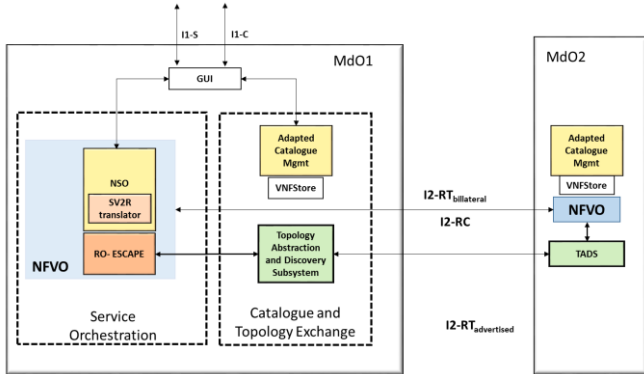 I1-S
I1-C
MdO1
GUI
NSO
SV2R
translator
RO- ESCAPE
NFVO
Service
Orchestration
Adapted
Catalogue
Mgmt
VNFStore
Topology
Abstraction
and Discovery
Subsystem
Catalogue and
Topology Exchange
I2-RTbillateral
I2-RC
I2-RTadvertised
MdO2
Adapted
Catalogue
Mgmt
VNFStore
NFVO
TADS